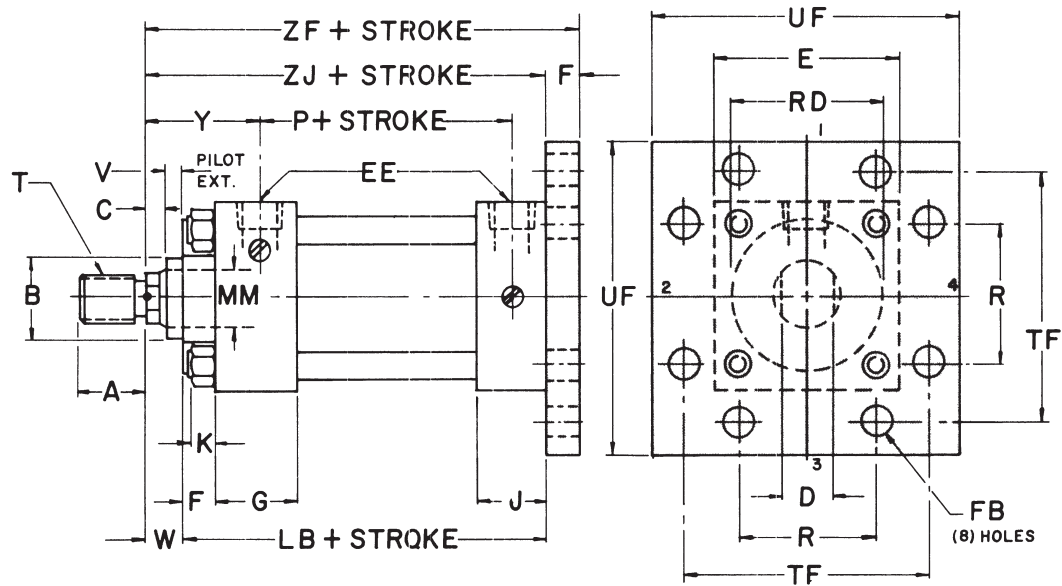 ZF + STROKE
UF
ZJ + STROKE
F
E
Y
P+ STROKE
RD
1
V
PILOT
EXT.
EE
T
C
B
MM
UF
2
4
R
TF
A
K
3
F
G
J
D
FB
(8) HOLES
W
LB + STROKE
R
TF